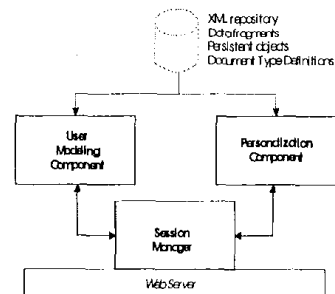 XML repository
Data fragments
Persistent objects
Document Type Definitions
User
Modeling
Component
Personalization
Component
Session
Manager
Web Server